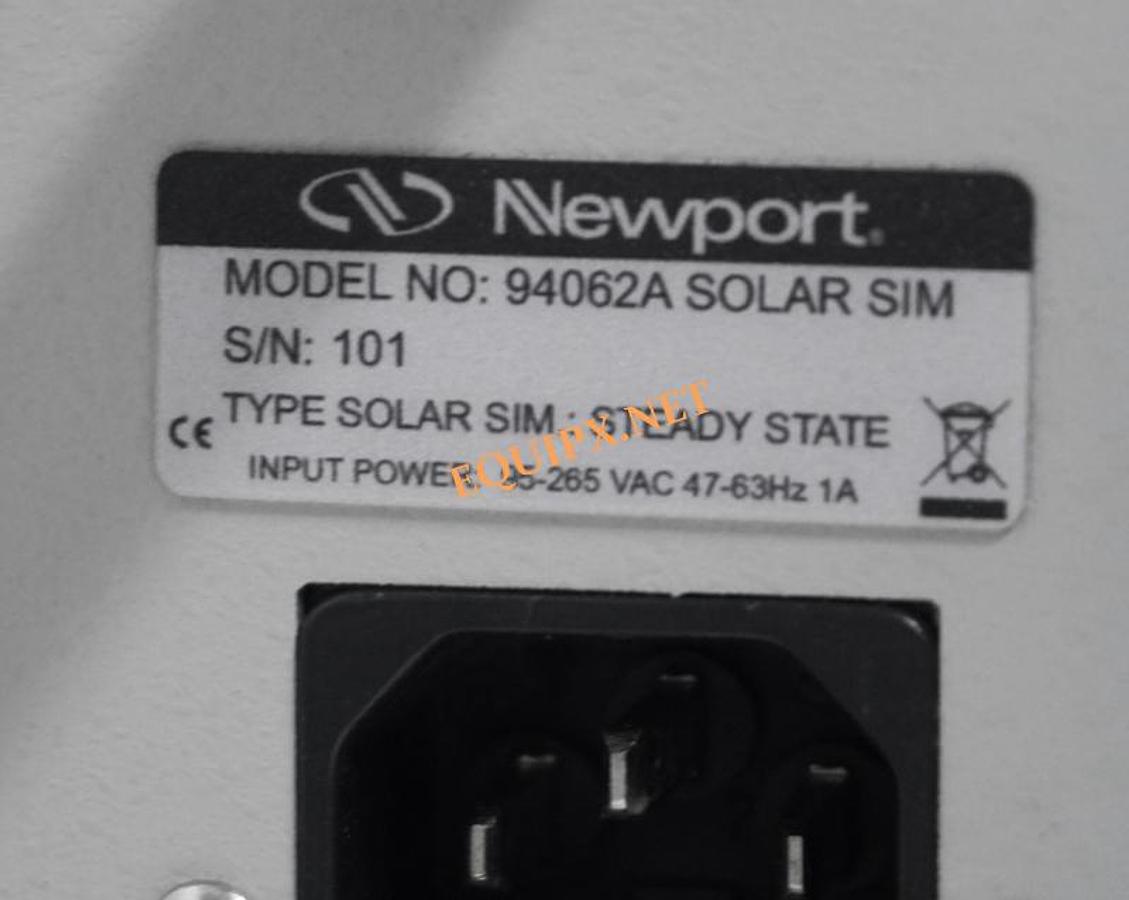 Newport.
MODEL NO: 94062A SOLAR SIM
S/N: 101
CE TYPE SOLAR SIM.: STEADY STATE
INPUT POWER: 265 VAC 47-63Hz 1A
EQUIPX.NET